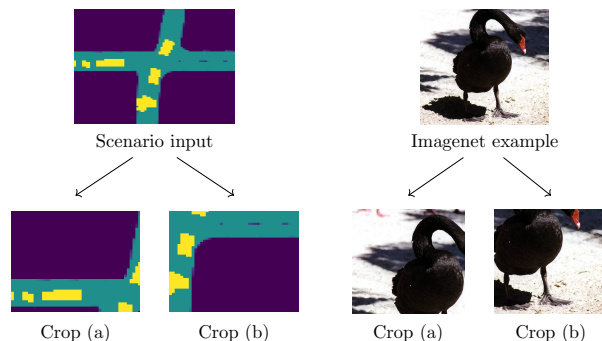 Scenario input
Imagenet example
Crop (a)
Crop (b)
Crop (a)
Crop (b)